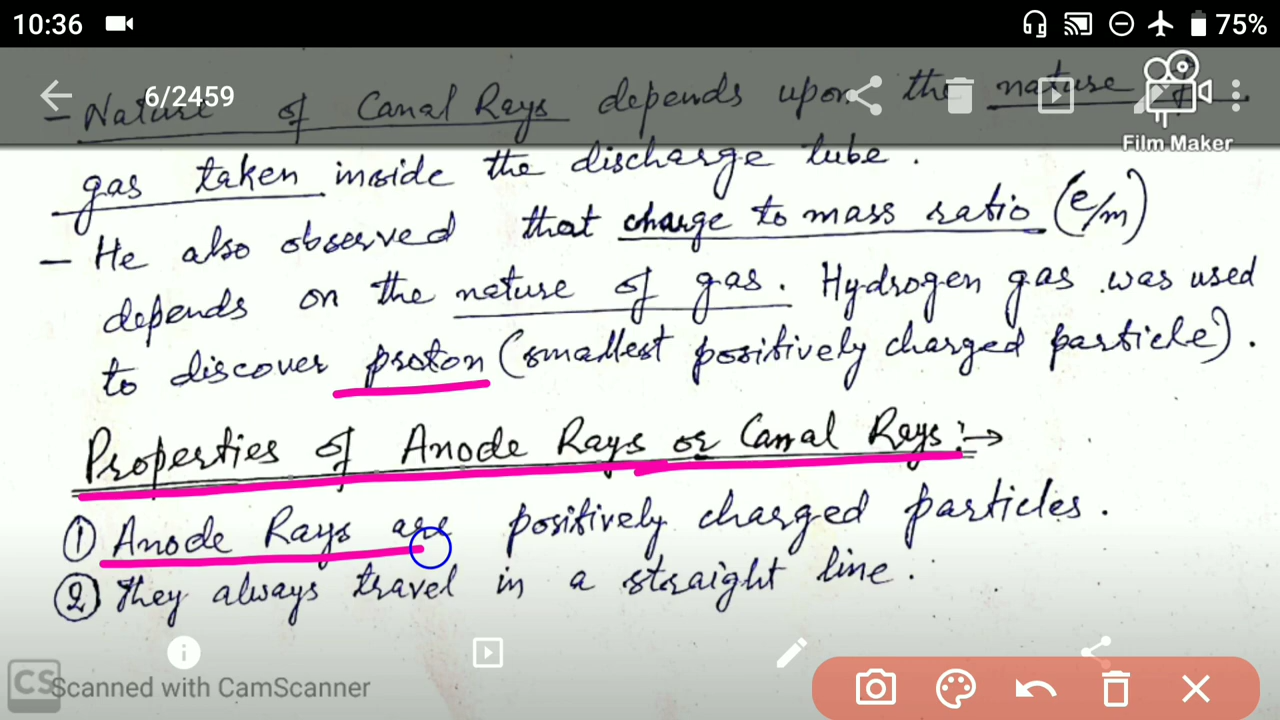 10:36 75%
6/2459
Film Maker
- Nature of Canal Rays depends upon the nature of
gas taken inside the discharge tube.
- He also observed that charge to mass ratio (e/m)
depends on the nature of gas. Hydrogen gas was used
to discover proton (smallest positively charged particle).
Properties of Anode Rays or Canal Rays :→
① Anode Rays are positively charged particles.
② They always travel in a straight line.
CS Scanned with CamScanner